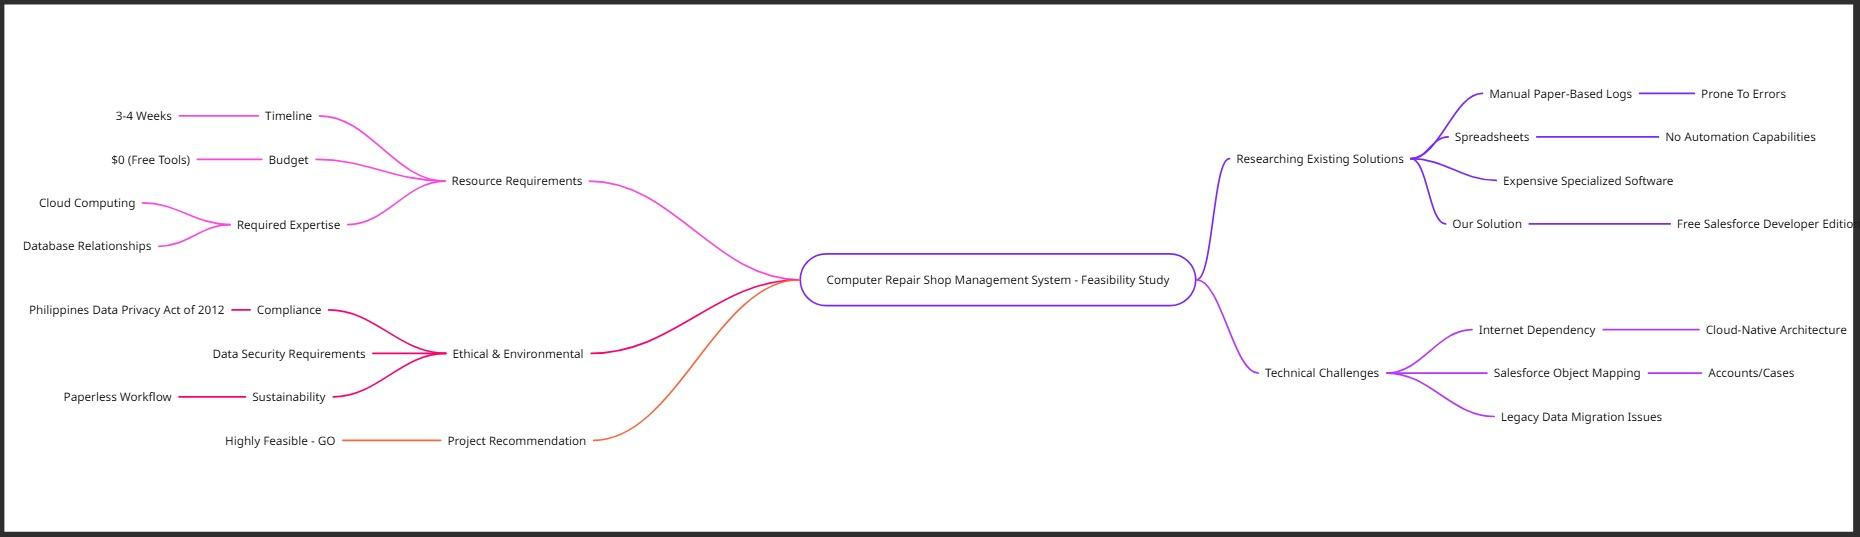 Computer Repair Shop Management System - Feasibility Study
Resource Requirements
Timeline
3-4 Weeks
Budget
$0 (Free Tools)
Required Expertise
Cloud Computing
Database Relationships
Ethical & Environmental
Compliance
Philippines Data Privacy Act of 2012
Data Security Requirements
Sustainability
Paperless Workflow
Project Recommendation
Highly Feasible - GO
Researching Existing Solutions
Manual Paper-Based Logs
Prone To Errors
Spreadsheets
No Automation Capabilities
Expensive Specialized Software
Our Solution
Free Salesforce Developer Editio
Technical Challenges
Internet Dependency
Cloud-Native Architecture
Salesforce Object Mapping
Accounts/Cases
Legacy Data Migration Issues